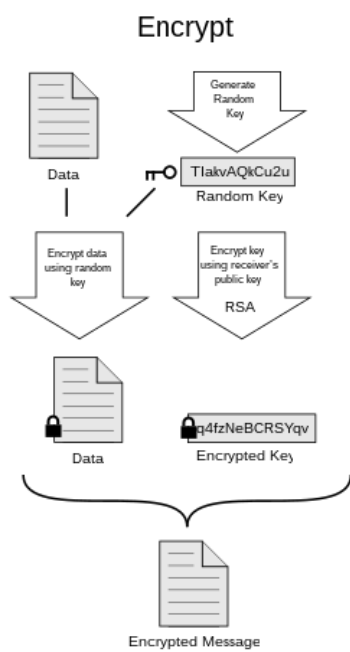 Encrypt
Generate
Random
Key
Data
TIakvAQkCu2u
Random Key
Encrypt data
using random
key
Encrypt key
using receiver's
public key
RSA
q4fzNeBCRSYqv
Data
Encrypted Key
Encrypted Message